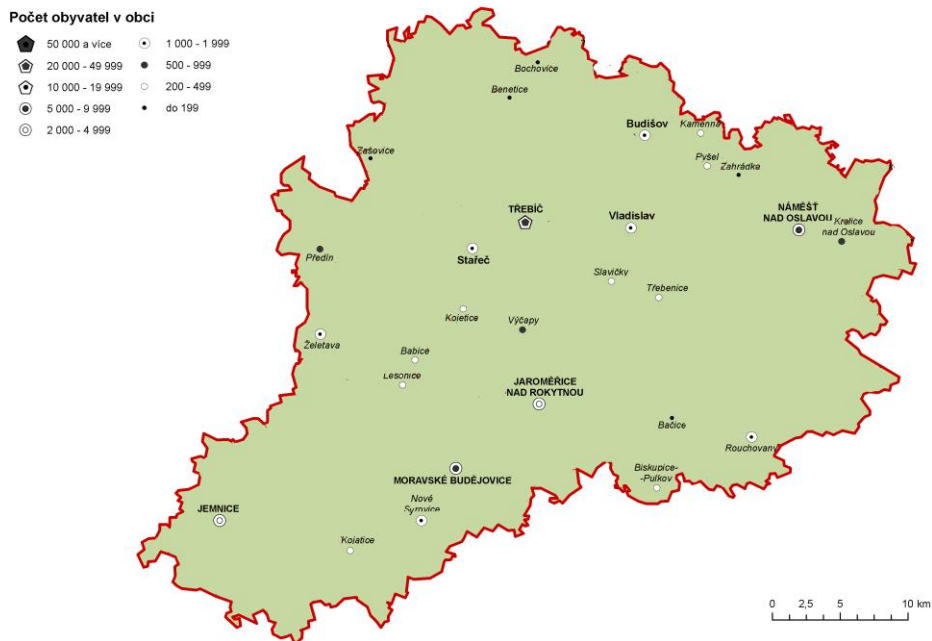 Počet obyvatel v obci
50 000 a více
20 000 - 49 999
10 000 - 19 999
5 000 - 9 999
2 000 - 4 999
1 000 - 1 999
500 - 999
200 - 499
do 199
Bochovice
Benetice
Budišov
Kamenná
Pyšel
Zahrádka
Zašovice
TŘEBÍČ
Vladislav
NÁMĚŠŤ
NAD OSLAVOU
Kralice
nad Oslavou
Předín
Stařeč
Slavičky
Třebenice
Kojetice
Výčapy
Želetava
Babice
Lesonice
JAROMĚŘICE
NAD ROKYTNOU
Bačice
Rouchovany
Biskupice-
-Pulkov
MORAVSKÉ BUDĚJOVICE
Nové
Syrovice
JEMNICE
Kojatice
0 2,5 5 10 km